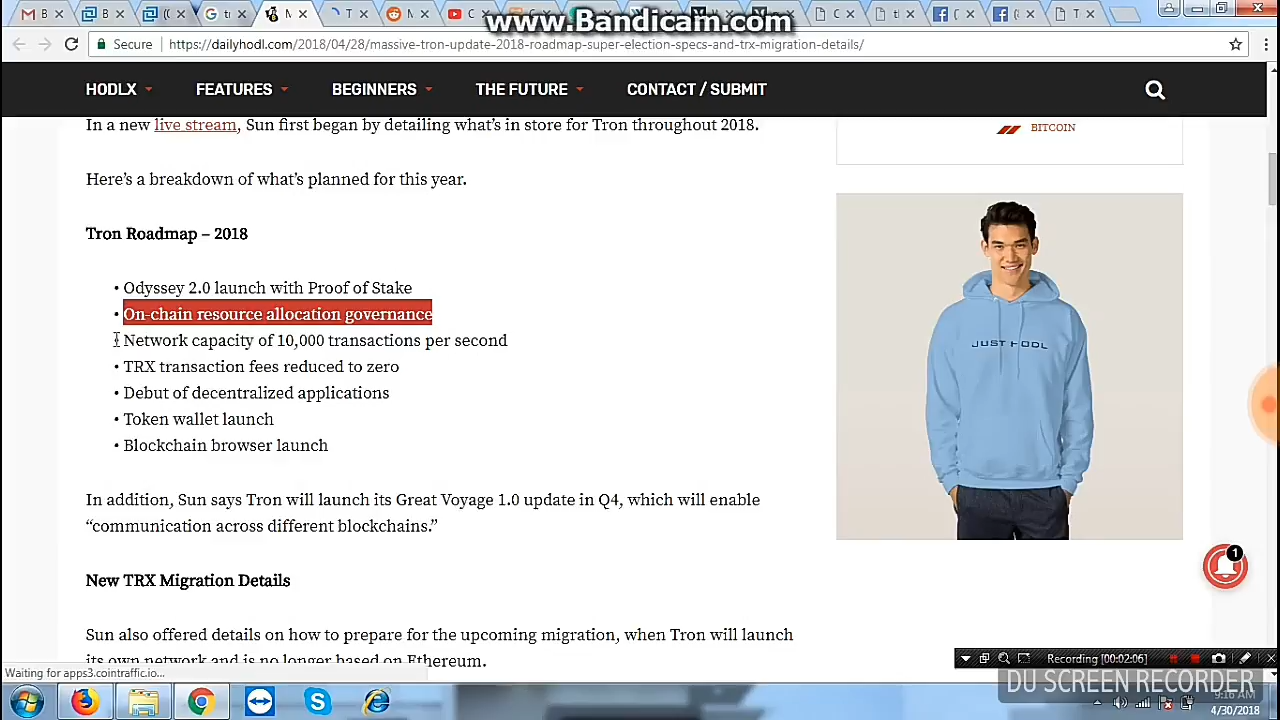 www.Bandicam.com
Secure
https://dailyhodl.com/2018/04/28/massive-tron-update-2018-roadmap-super-election-specs-and-trx-migration-details/
HODLX
FEATURES
BEGINNERS
THE FUTURE
CONTACT / SUBMIT
In a new live stream, Sun first began by detailing what's in store for Tron throughout 2018.
BITCOIN
Here's a breakdown of what's planned for this year.
Tron Roadmap – 2018
• Odyssey 2.0 launch with Proof of Stake
• On-chain resource allocation governance
• Network capacity of 10,000 transactions per second
• TRX transaction fees reduced to zero
• Debut of decentralized applications
• Token wallet launch
• Blockchain browser launch
JUST HODL
In addition, Sun says Tron will launch its Great Voyage 1.0 update in Q4, which will enable
“communication across different blockchains.”
1
New TRX Migration Details
Sun also offered details on how to prepare for the upcoming migration, when Tron will launch
its own network and is no longer based on Ethereum.
Waiting for apps3.cointraffic.io...
Recording [00:02:06]
DU SCREEN RECORDER
9:16 AM
4/30/2018